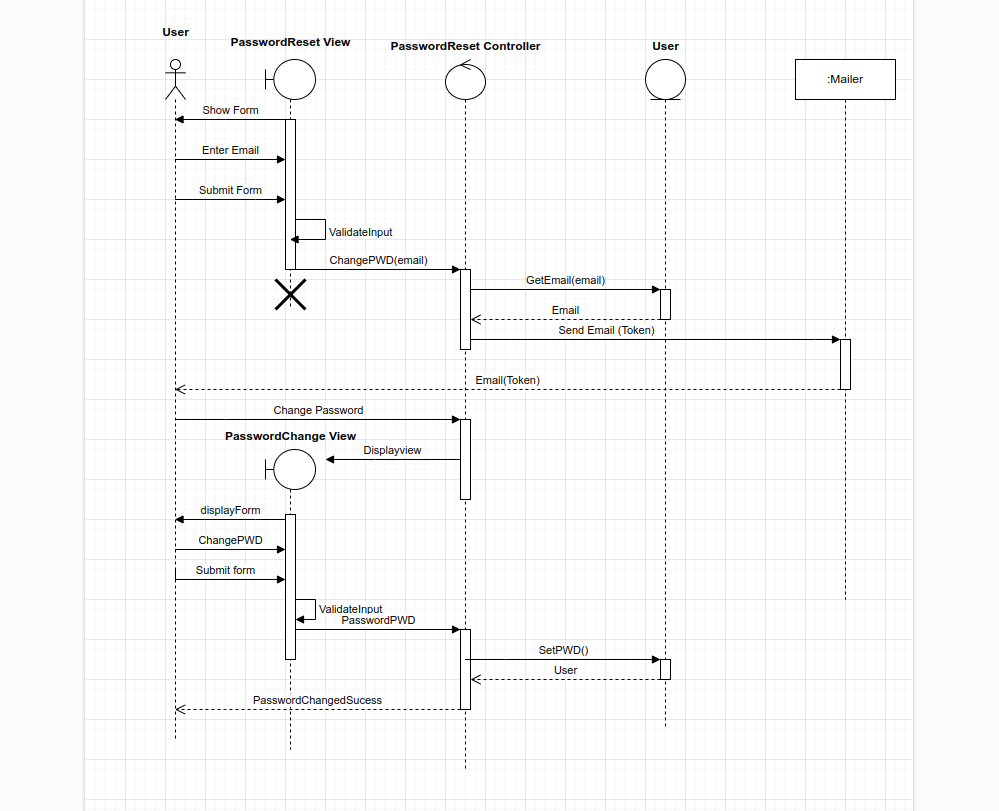 User
PasswordReset View
PasswordReset Controller
User
:Mailer
Show Form
Enter Email
Submit Form
ValidateInput
ChangePWD(email)
GetEmail(email)
Email
Send Email (Token)
Email(Token)
Change Password
PasswordChange View
Displayview
displayForm
ChangePWD
Submit form
ValidateInput
PasswordPWD
SetPWD()
User
PasswordChangedSucess